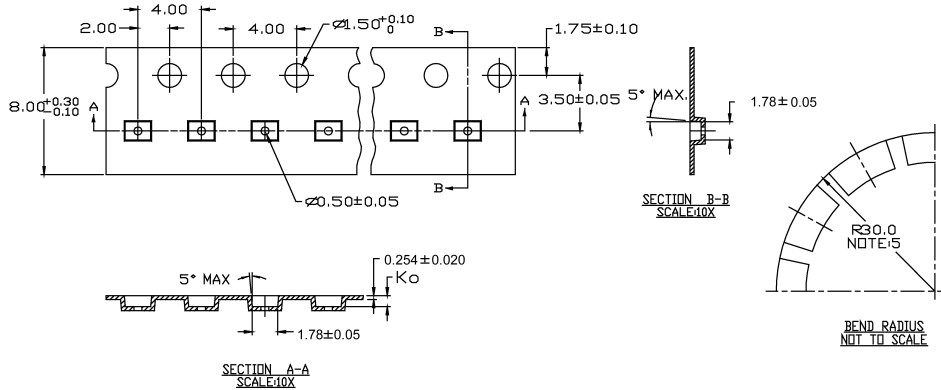 4.00
2.00
4.00
Ø1.50+0.10 0
B
1.75±0.10
8.00+0.30 -0.10
A
A
3.50±0.05
B
Ø0.50±0.05
5° MAX.
1.78±0.05
SECTION B-B
SCALE:10X
R30.0
NOTE:5
BEND RADIUS
NOT TO SCALE
5° MAX
0.254±0.020
Ko
1.78±0.05
SECTION A-A
SCALE:10X